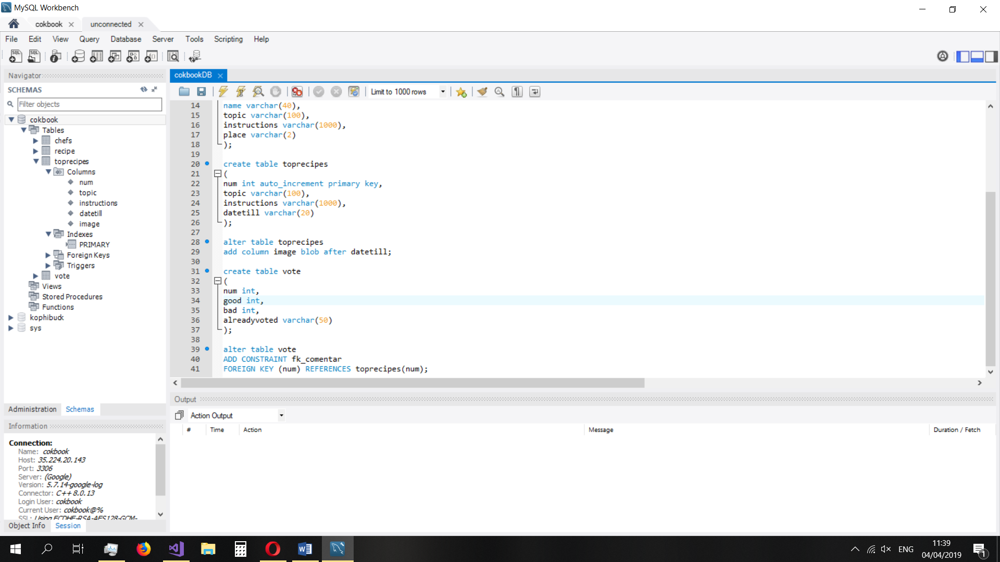 MySQL Workbench
cokbook
unconnected
File Edit View Query Database Server Tools Scripting Help
Navigator
SCHEMAS
Filter objects
cokbook
Tables
chefs
recipe
toprecipes
Columns
num
topic
instructions
datetill
image
Indexes
PRIMARY
Foreign Keys
Triggers
vote
Views
Stored Procedures
Functions
kophibuck
sys
Administration Schemas
Information
Connection:
Name: cokbook
Host: 35.224.20.143
Port: 3306
Server: (Google)
Version: 5.7.14-google-log
Connector: C++ 8.0.13
Login User: cokbook
Current User: cokbook@%
SSL: Using ECDHE-RSA-AES128-GCM-
Object Info Session
cokbookDB
Limit to 1000 rows
14 name varchar(40),
15 topic varchar(100),
16 instructions varchar(1000),
17 place varchar(2)
18 );
19
20 create table toprecipes
21 (
22 num int auto_increment primary key,
23 topic varchar(100),
24 instructions varchar(1000),
25 datetill varchar(20)
26 );
27
28 alter table toprecipes
29 add column image blob after datetill;
30
31 create table vote
32 (
33 num int,
34 good int,
35 bad int,
36 alreadyvoted varchar(50)
37 );
38
39 alter table vote
40 ADD CONSTRAINT fk_comentar
41 FOREIGN KEY (num) REFERENCES toprecipes(num);
Output
Action Output
# Time Action Message Duration / Fetch
ENG
11:39
04/04/2019
1